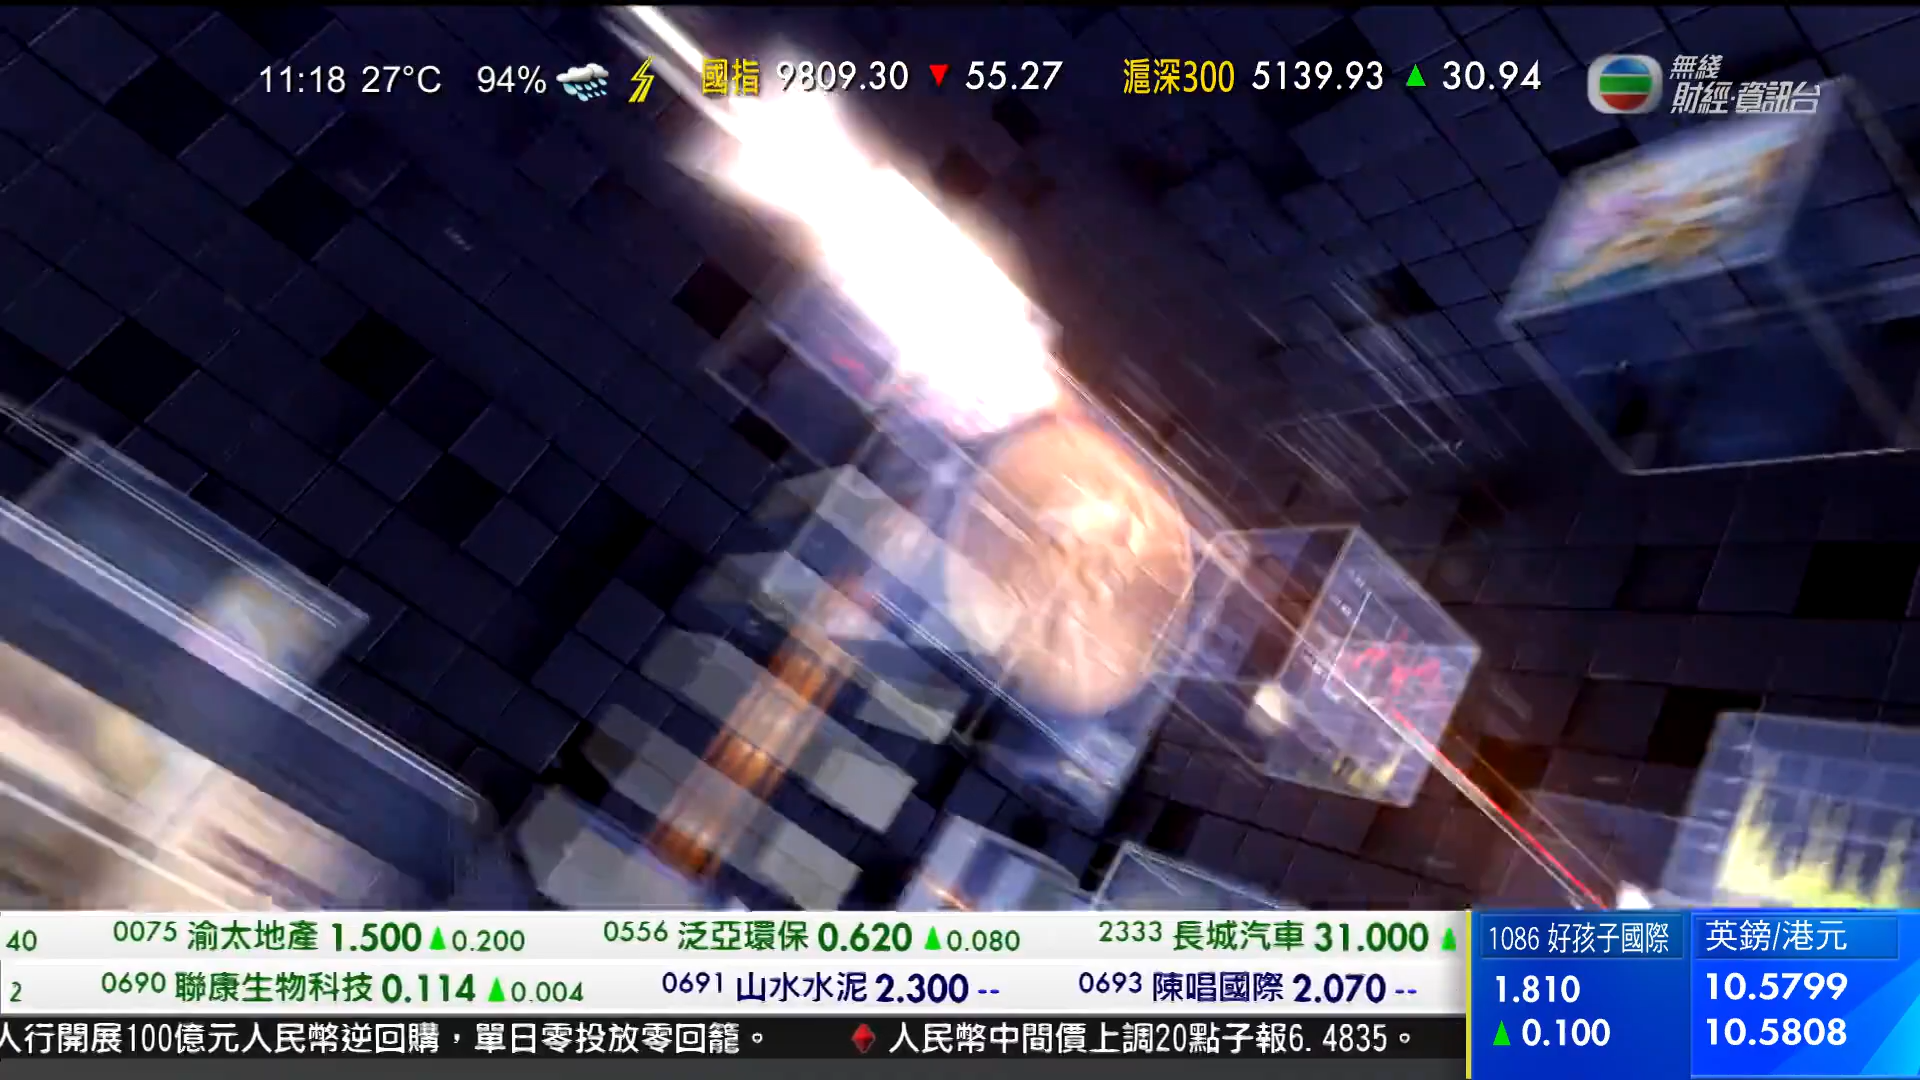 11:18 27°C 94% 國指 9809.30 ▼ 55.27 滬深300 5139.93 ▲ 30.94
無綫
財經·資訊台
40 0075 渝太地產 1.500 ▲ 0.200 0556 泛亞環保 0.620 ▲ 0.080 2333 長城汽車 31.000 ▲
2 0690 聯康生物科技 0.114 ▲ 0.004 0691 山水水泥 2.300 -- 0693 陳唱國際 2.070 --
人行開展100億元人民幣逆回購，單日零投放零回籠。 ◆ 人民幣中間價上調20點子報6.4835。
1086 好孩子國際
1.810
▲ 0.100
英鎊/港元
10.5799
10.5808